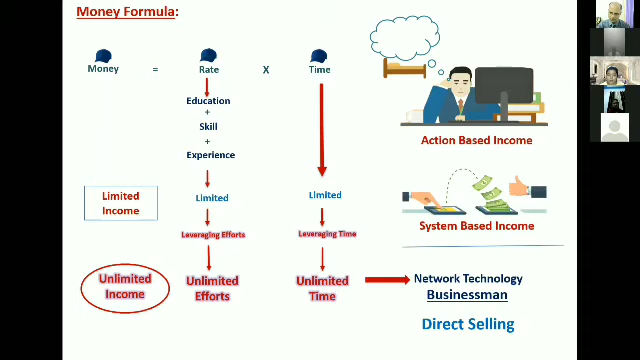 Money Formula:
Money = Rate X Time
Education
+
Skill
+
Experience
Action Based Income
Limited
Income
Limited
Limited
System Based Income
Leveraging Efforts
Leveraging Time
Unlimited
Income
Unlimited
Efforts
Unlimited
Time
Network Technology
Businessman
Direct Selling